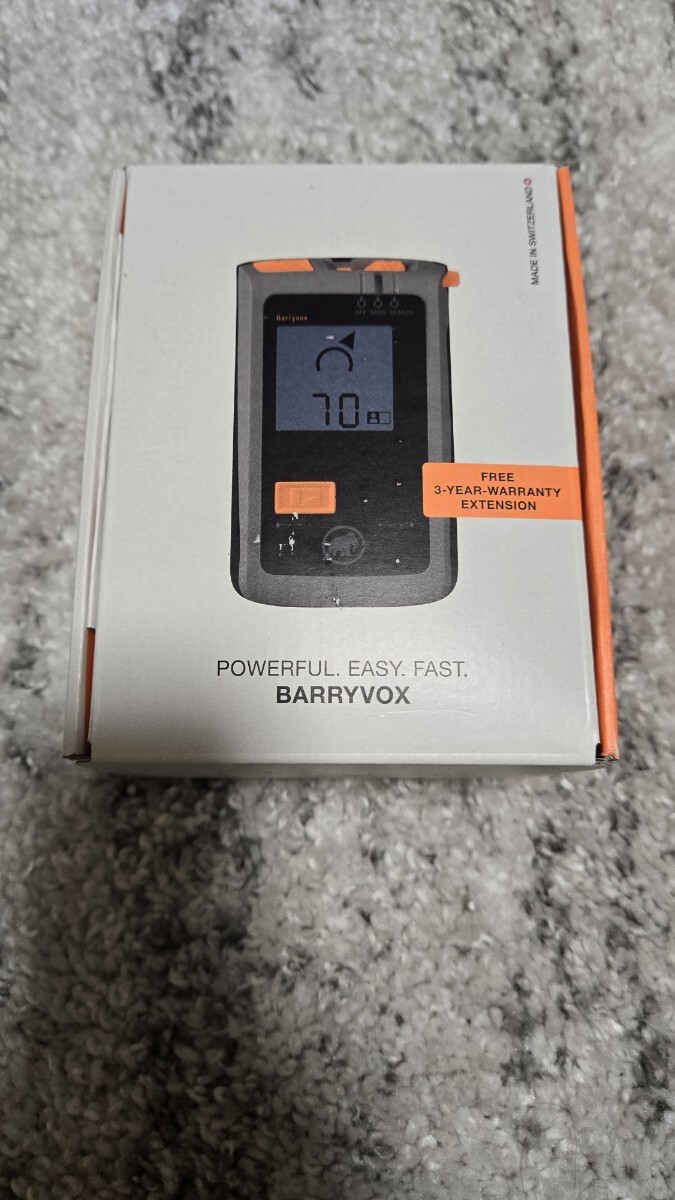 MADE IN SWITZERLAND
OFF SEND SEARCH
Barryvox
70
FREE
3-YEAR-WARRANTY
EXTENSION
POWERFUL. EASY. FAST.
BARRYVOX